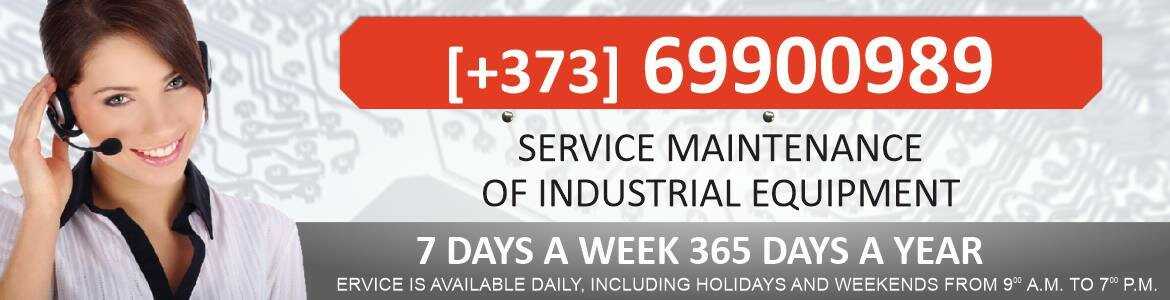 [+373] 69900989
SERVICE MAINTENANCE
OF INDUSTRIAL EQUIPMENT
7 DAYS A WEEK 365 DAYS A YEAR
ERVICE IS AVAILABLE DAILY, INCLUDING HOLIDAYS AND WEEKENDS FROM 9⁰⁰ A.M. TO 7⁰⁰ P.M.